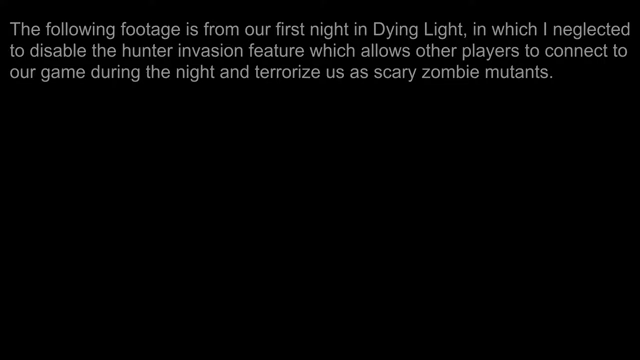 The following footage is from our first night in Dying Light, in which I neglected
to disable the hunter invasion feature which allows other players to connect to
our game during the night and terrorize us as scary zombie mutants.